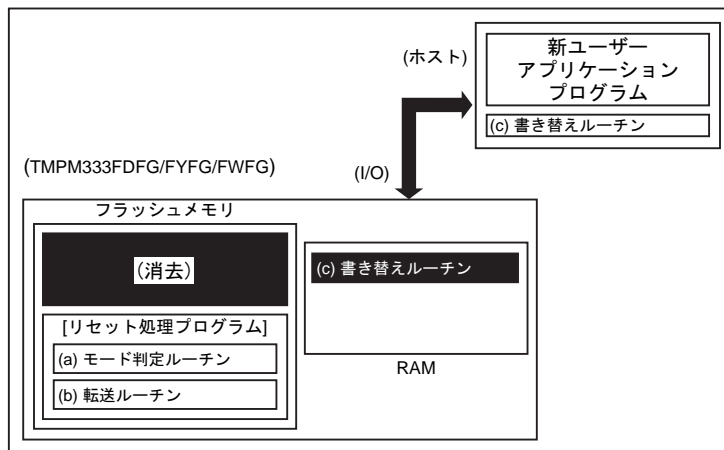 (ホスト)
新ユーザー
アプリケーション
プログラム
(c) 書き替えルーチン
(TMPM333FDFG/FYFG/FWFG)
(I/O)
フラッシュメモリ
(消去)
(c) 書き替えルーチン
[リセット処理プログラム]
(a) モード判定ルーチン
(b) 転送ルーチン
RAM